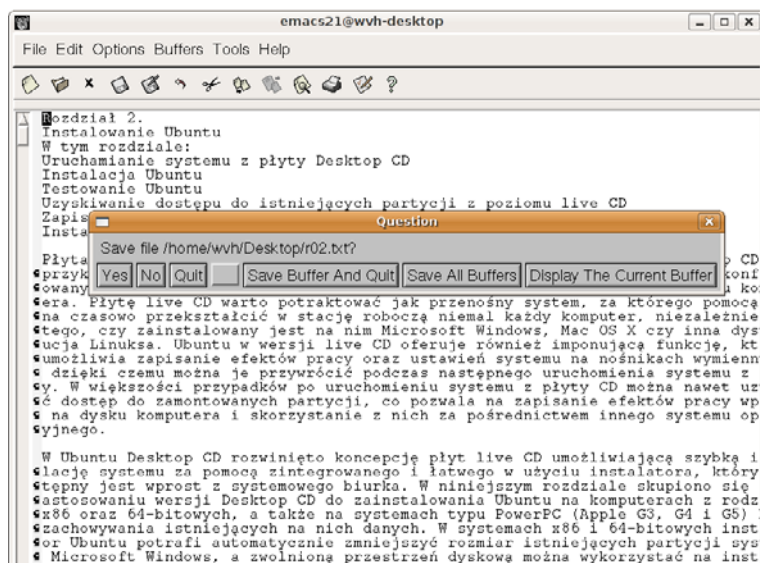 emacs21@wvh-desktop
File Edit Options Buffers Tools Help
Rozdział 2.
Instalowanie Ubuntu
W tym rozdziale:
Uruchamianie systemu z płyty Desktop CD
Instalacja Ubuntu
Testowanie Ubuntu
Uzyskiwanie dostępu do istniejących partycji z poziomu live CD
Zapis
Insta
Question
Save file /home/wvh/Desktop/r02.txt?
Yes No Quit Save Buffer And Quit Save All Buffers Display The Current Buffer
Płyta CD
przyk konf
owany u ko
era. Płytę live CD warto potraktować jak przenośny system, za którego pomocą
na czasowo przekształcić w stację roboczą niemal każdy komputer, niezależnie
tego, czy zainstalowany jest na nim Microsoft Windows, Mac OS X czy inna dys
ucja Linuksa. Ubuntu w wersji live CD oferuje również imponującą funkcję, kt
umożliwia zapisanie efektów pracy oraz ustawień systemu na nośnikach wymienn
dzięki czemu można je przywrócić podczas następnego uruchomienia systemu z
y. W większości przypadków po uruchomieniu systemu z płyty CD można nawet uz
ć dostęp do zamontowanych partycji, co pozwala na zapisanie efektów pracy wp
na dysku komputera i skorzystanie z nich za pośrednictwem innego systemu op
yjnego.
W Ubuntu Desktop CD rozwinięto koncepcję płyt live CD umożliwiającą szybką i
lację systemu za pomocą zintegrowanego i łatwego w użyciu instalatora, który
tępny jest wprost z systemowego biurka. W niniejszym rozdziale skupiono się
astosowaniu wersji Desktop CD do zainstalowania Ubuntu na komputerach z rodz
x86 oraz 64-bitowych, a także na systemach typu PowerPC (Apple G3, G4 i G5)
zachowywania istniejących na nich danych. W systemach x86 i 64-bitowych inst
or Ubuntu potrafi automatycznie zmniejszyć rozmiar istniejących partycji sys
Microsoft Windows, a zwolnioną przestrzeń dyskową można wykorzystać na inst